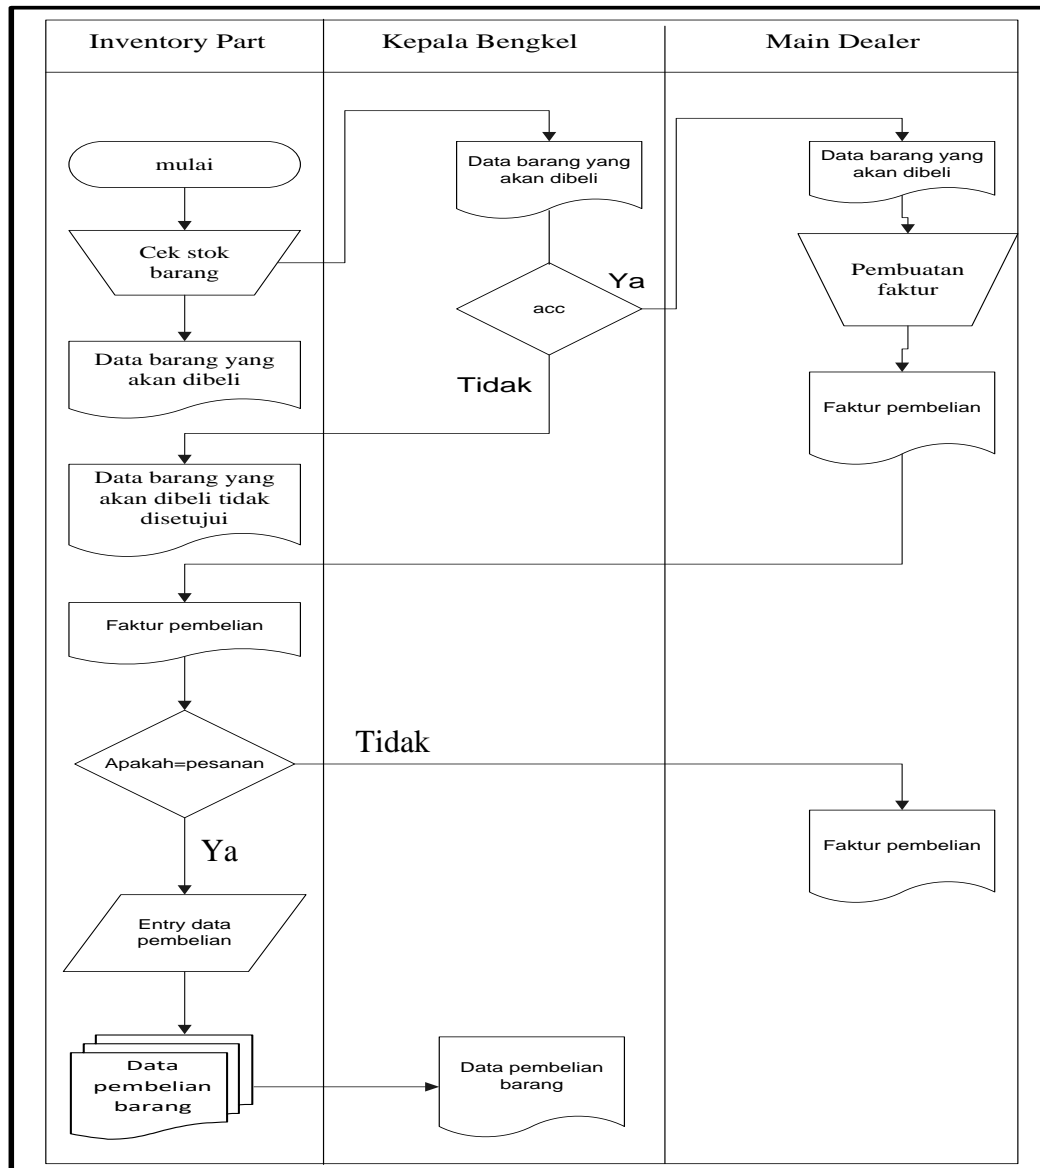 Inventory Part
Kepala Bengkel
Main Dealer
mulai
Cek stok
barang
Data barang yang
akan dibeli
Data barang yang
akan dibeli
acc
Ya
Tidak
Data barang yang
akan dibeli
Pembuatan
faktur
Faktur pembelian
Data barang yang
akan dibeli tidak
disetujui
Faktur pembelian
Apakah=pesanan
Tidak
Faktur pembelian
Ya
Entry data
pembelian
Data
pembelian
barang
Data pembelian
barang